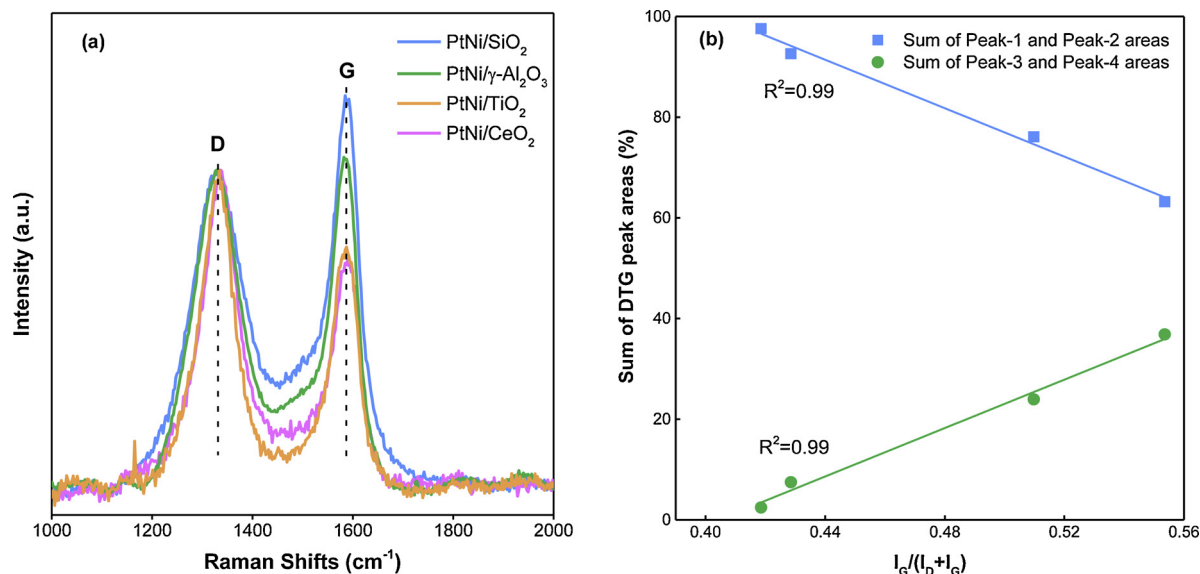 (a)
PtNi/SiO₂
PtNi/γ-Al₂O₃
PtNi/TiO₂
PtNi/CeO₂
D
G
Intensity (a.u.)
1000 1200 1400 1600 1800 2000
Raman Shifts (cm⁻¹)
(b)
Sum of Peak-1 and Peak-2 areas
Sum of Peak-3 and Peak-4 areas
R²=0.99
R²=0.99
Sum of DTG peak areas (%)
100
80
60
40
20
0
0.40 0.44 0.48 0.52 0.56
I_G/(I_D+I_G)